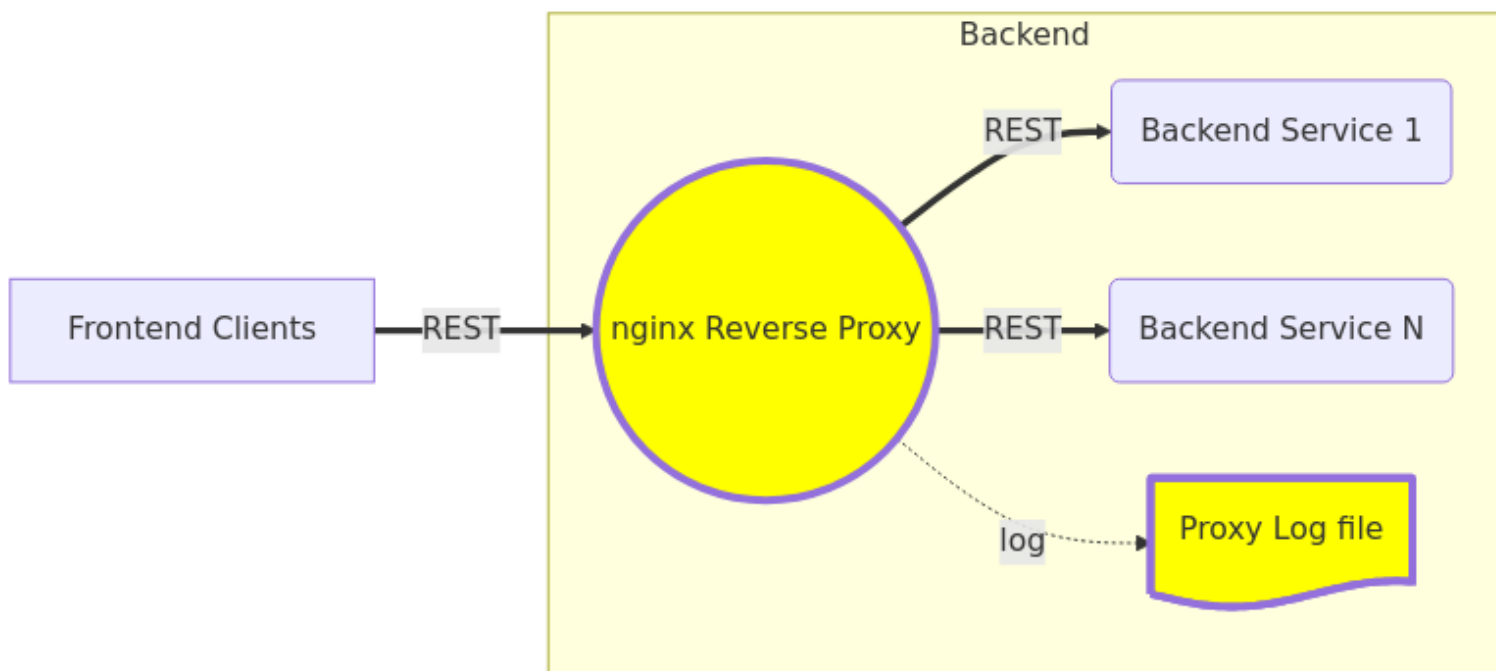 Backend
REST
Backend Service 1
Frontend Clients
REST
nginx Reverse Proxy
REST
Backend Service N
log
Proxy Log file